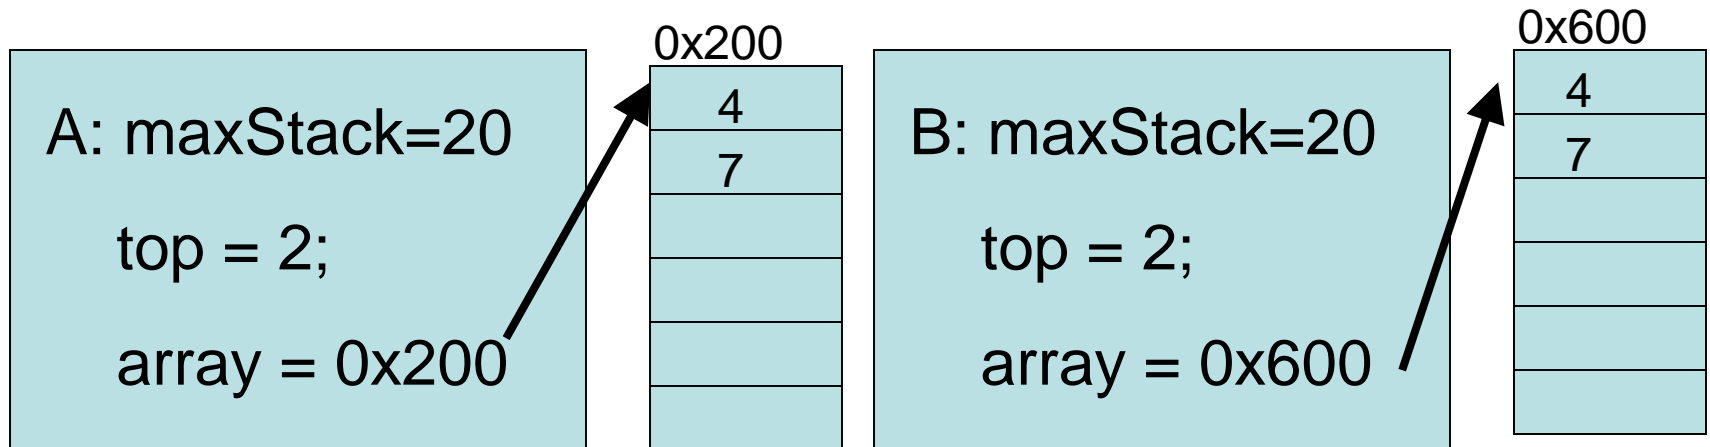 A: maxStack=20
top = 2;
array = 0x200
0x200
4
7
B: maxStack=20
top = 2;
array = 0x600
0x600
4
7